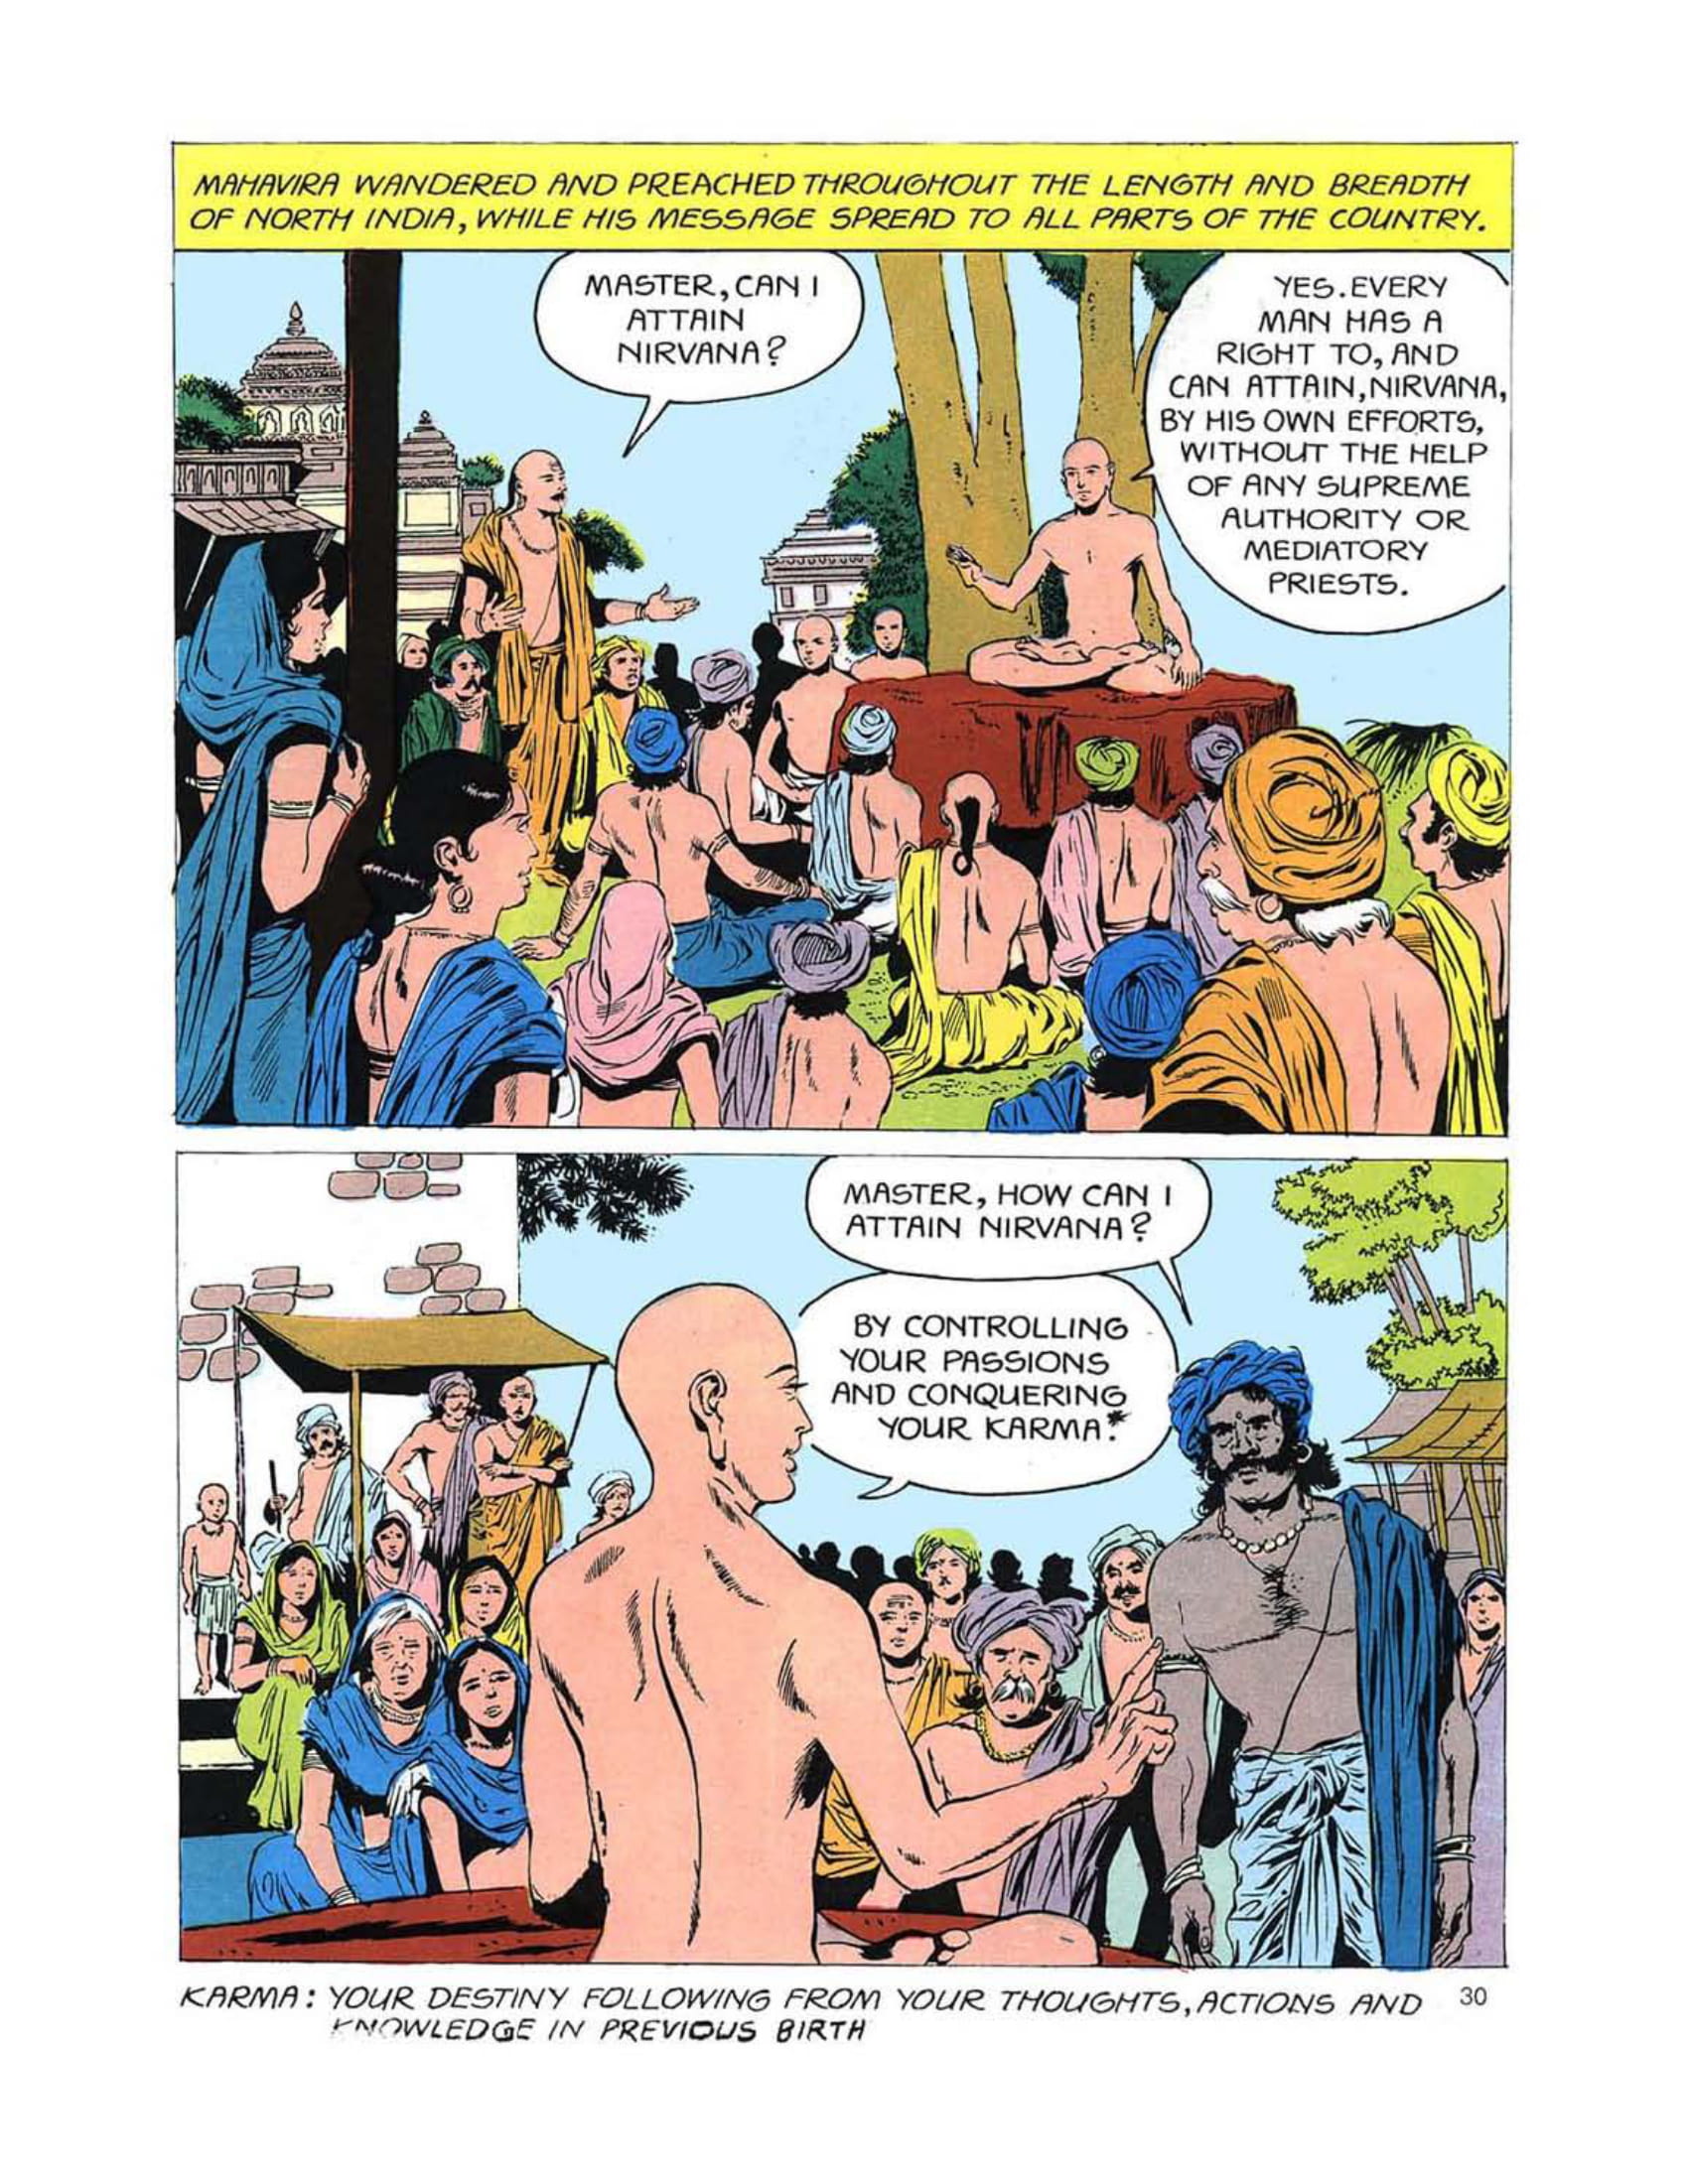 MAHAVIRA WANDERED AND PREACHED THROUGHOUT THE LENGTH AND BREADTH
OF NORTH INDIA, WHILE HIS MESSAGE SPREAD TO ALL PARTS OF THE COUNTRY.
MASTER, CAN I
ATTAIN
NIRVANA?
YES. EVERY
MAN HAS A
RIGHT TO, AND
CAN ATTAIN, NIRVANA,
BY HIS OWN EFFORTS,
WITHOUT THE HELP
OF ANY SUPREME
AUTHORITY OR
MEDIATORY
PRIESTS.
MASTER, HOW CAN I
ATTAIN NIRVANA?
BY CONTROLLING
YOUR PASSIONS
AND CONQUERING
YOUR KARMA.*
KARMA: YOUR DESTINY FOLLOWING FROM YOUR THOUGHTS, ACTIONS AND
KNOWLEDGE IN PREVIOUS BIRTH
30